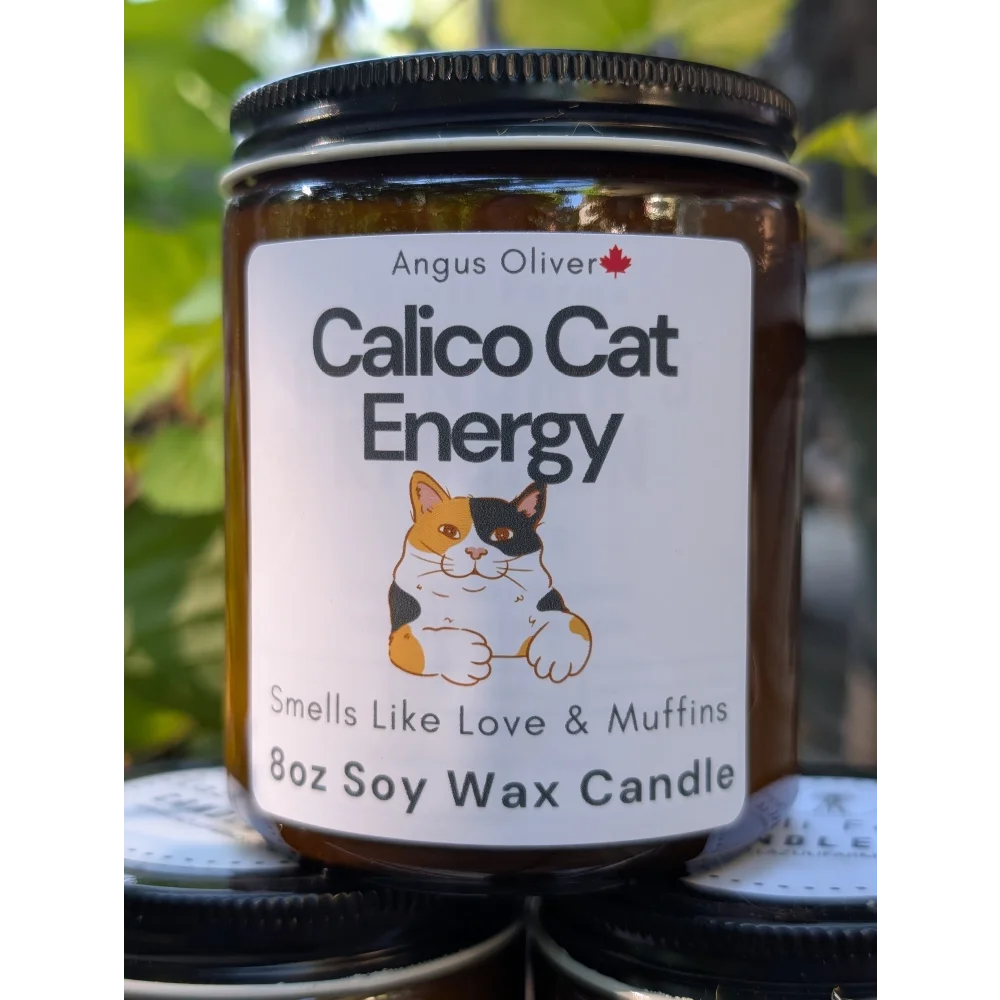 Angus Oliver
Calico Cat
Energy
Smells Like Love & Muffins
8oz Soy Wax Candle